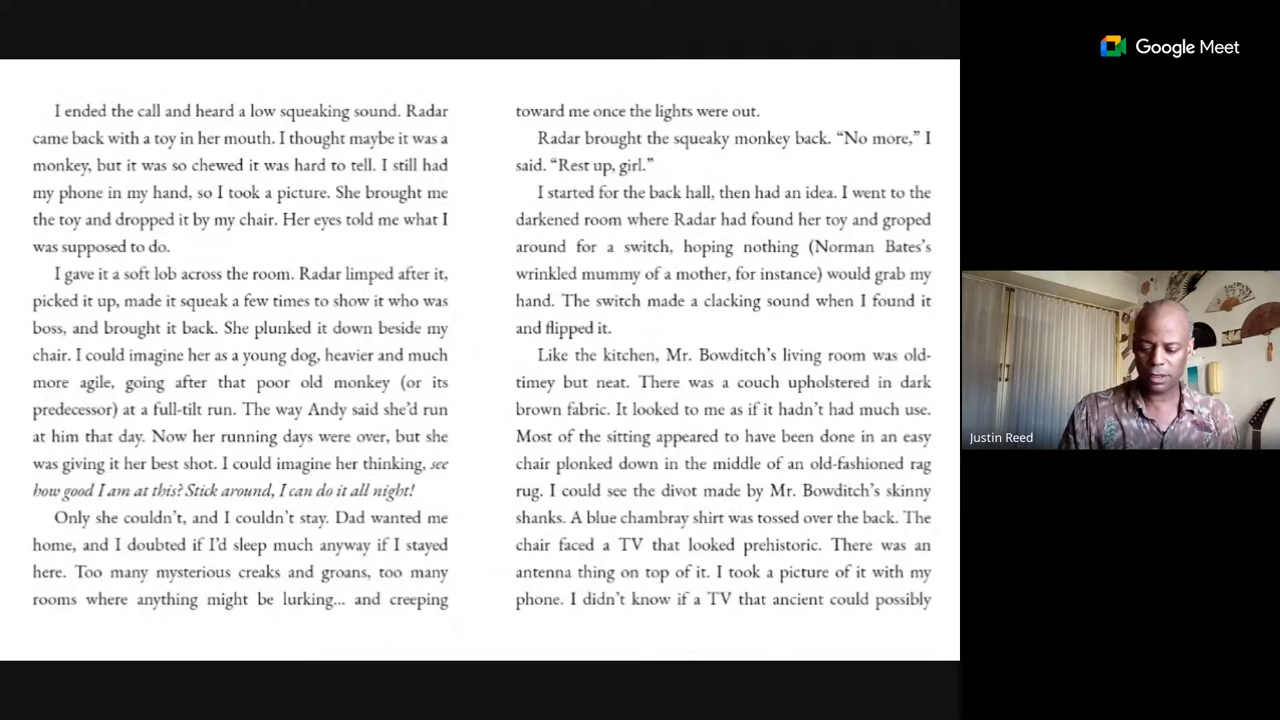 I ended the call and heard a low squeaking sound. Radar
came back with a toy in her mouth. I thought maybe it was a
monkey, but it was so chewed it was hard to tell. I still had
my phone in my hand, so I took a picture. She brought me
the toy and dropped it by my chair. Her eyes told me what I
was supposed to do.
I gave it a soft lob across the room. Radar limped after it,
picked it up, made it squeak a few times to show it who was
boss, and brought it back. She plunked it down beside my
chair. I could imagine her as a young dog, heavier and much
more agile, going after that poor old monkey (or its
predecessor) at a full-tilt run. The way Andy said she’d run
at him that day. Now her running days were over, but she
was giving it her best shot. I could imagine her thinking, see
how good I am at this? Stick around, I can do it all night!
Only she couldn’t, and I couldn’t stay. Dad wanted me
home, and I doubted if I’d sleep much anyway if I stayed
here. Too many mysterious creaks and groans, too many
rooms where anything might be lurking... and creeping
toward me once the lights were out.
Radar brought the squeaky monkey back. “No more,” I
said. “Rest up, girl.”
I started for the back hall, then had an idea. I went to the
darkened room where Radar had found her toy and groped
around for a switch, hoping nothing (Norman Bates’s
wrinkled mummy of a mother, for instance) would grab my
hand. The switch made a clacking sound when I found it
and flipped it.
Like the kitchen, Mr. Bowditch’s living room was old-
timey but neat. There was a couch upholstered in dark
brown fabric. It looked to me as if it hadn’t had much use.
Most of the sitting appeared to have been done in an easy
chair plonked down in the middle of an old-fashioned rag
rug. I could see the divot made by Mr. Bowditch’s skinny
shanks. A blue chambray shirt was tossed over the back. The
chair faced a TV that looked prehistoric. There was an
antenna thing on top of it. I took a picture of it with my
phone. I didn’t know if a TV that ancient could possibly
Google Meet
Justin Reed